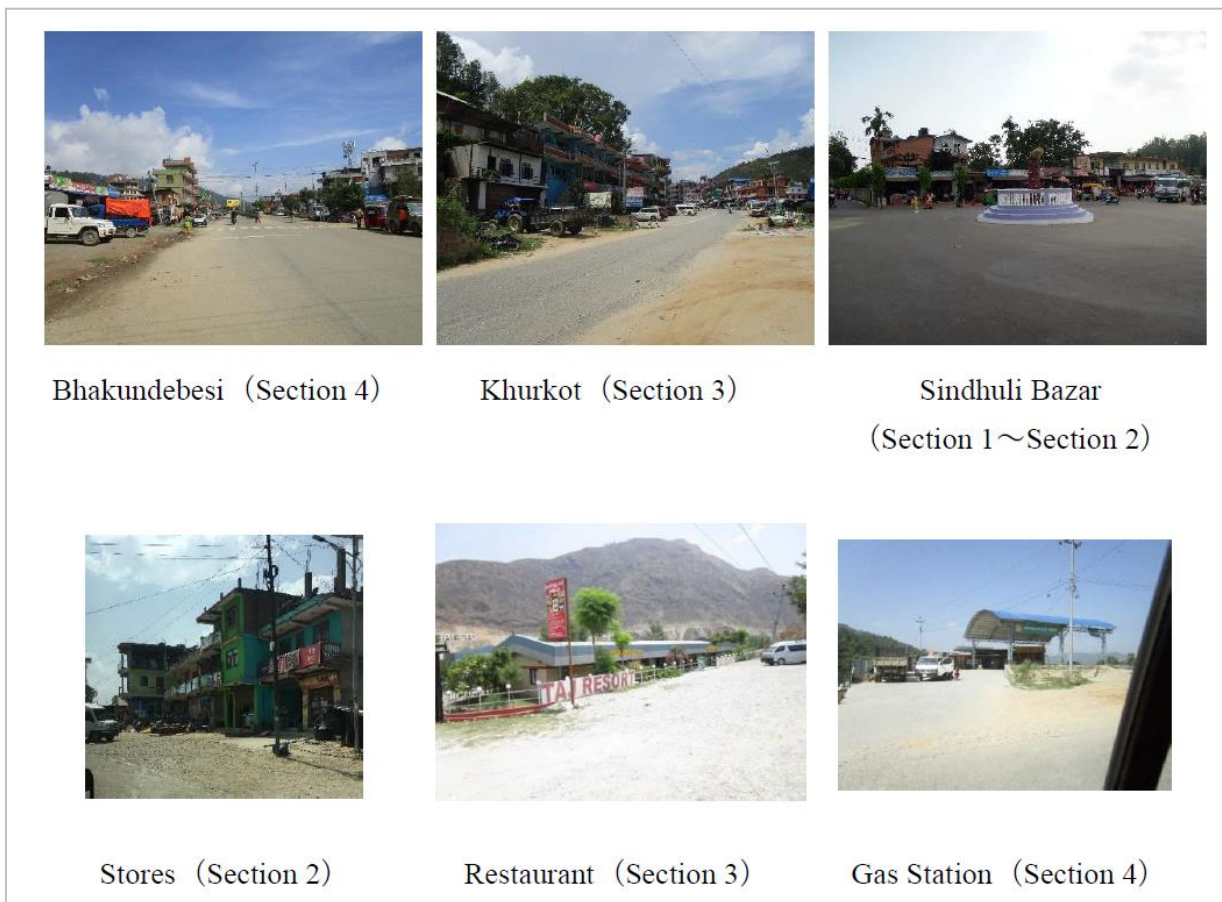 Bhakundebesi（Section 4）
Khurkot（Section 3）
Sindhuli Bazar
（Section 1～Section 2）
TAJ RESORT
Stores（Section 2）
Restaurant（Section 3）
Gas Station（Section 4）